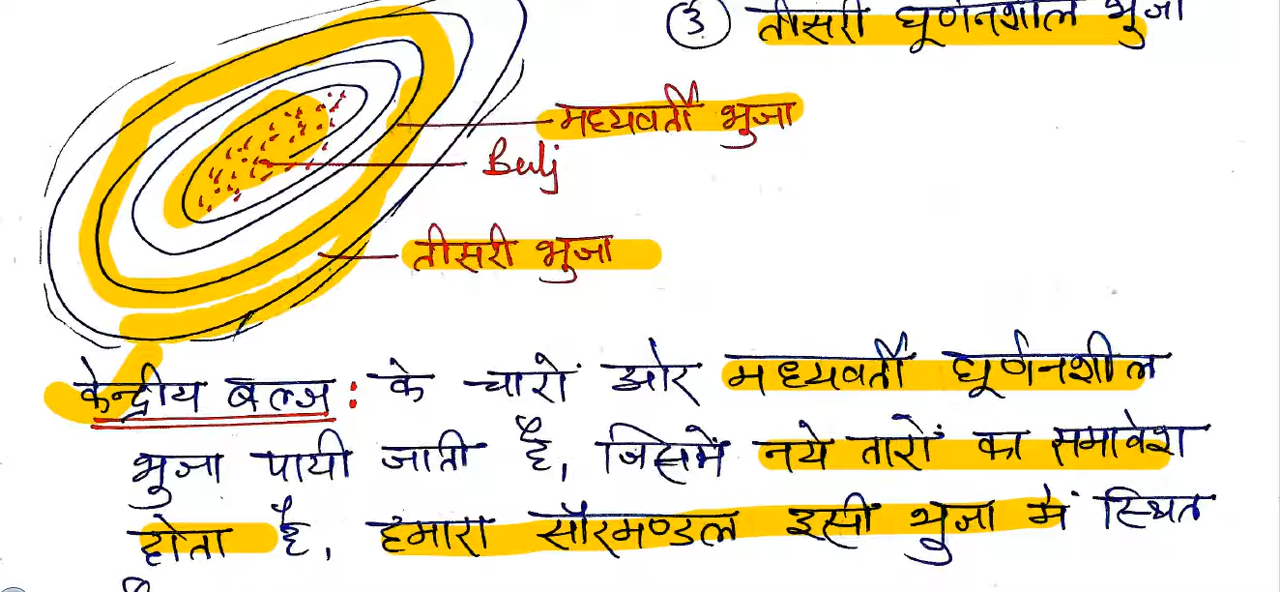 ③ तीसरी घूर्णनशील भुजा
मध्यवर्ती भुजा
Bulj
तीसरी भुजा
केन्द्रीय बल्ज : के चारों ओर मध्यवर्ती घूर्णनशील
भुजा पायी जाती है, जिसमें नये तारों का समावेश
होता है, हमारा सौरमण्डल इसी भुजा में स्थित